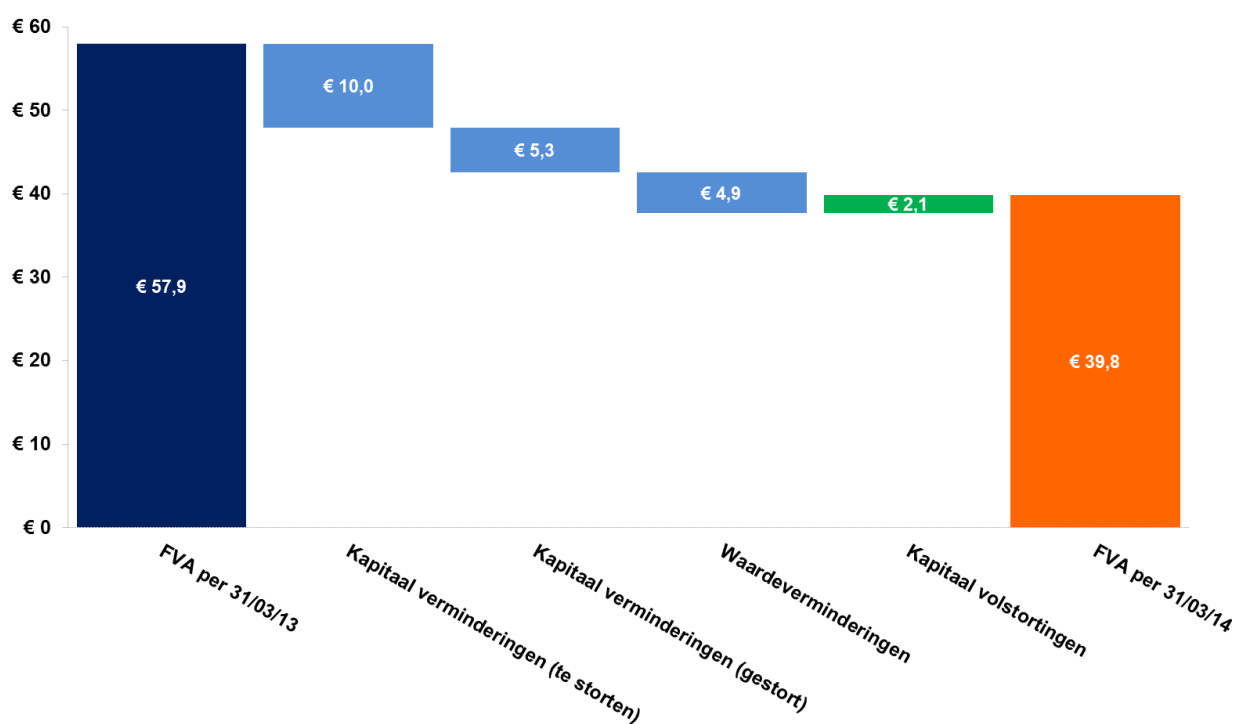 € 60
€ 50
€ 40
€ 30
€ 20
€ 10
€ 0
€ 57,9
€ 10,0
€ 5,3
€ 4,9
€ 2,1
€ 39,8
FVA per 31/03/13
Kapitaal verminderingen (te storten)
Kapitaal verminderingen (gestort)
Waardeverminderingen
Kapitaal volstortingen
FVA per 31/03/14